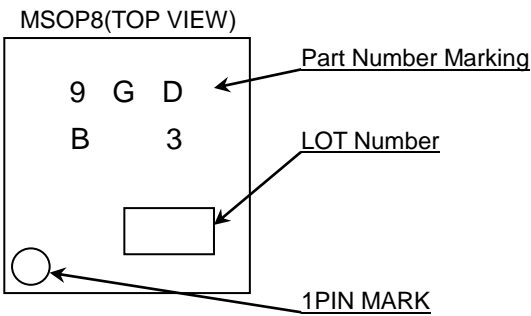 MSOP8(TOP VIEW)
Part Number Marking
9 G D
B 3
LOT Number
1PIN MARK